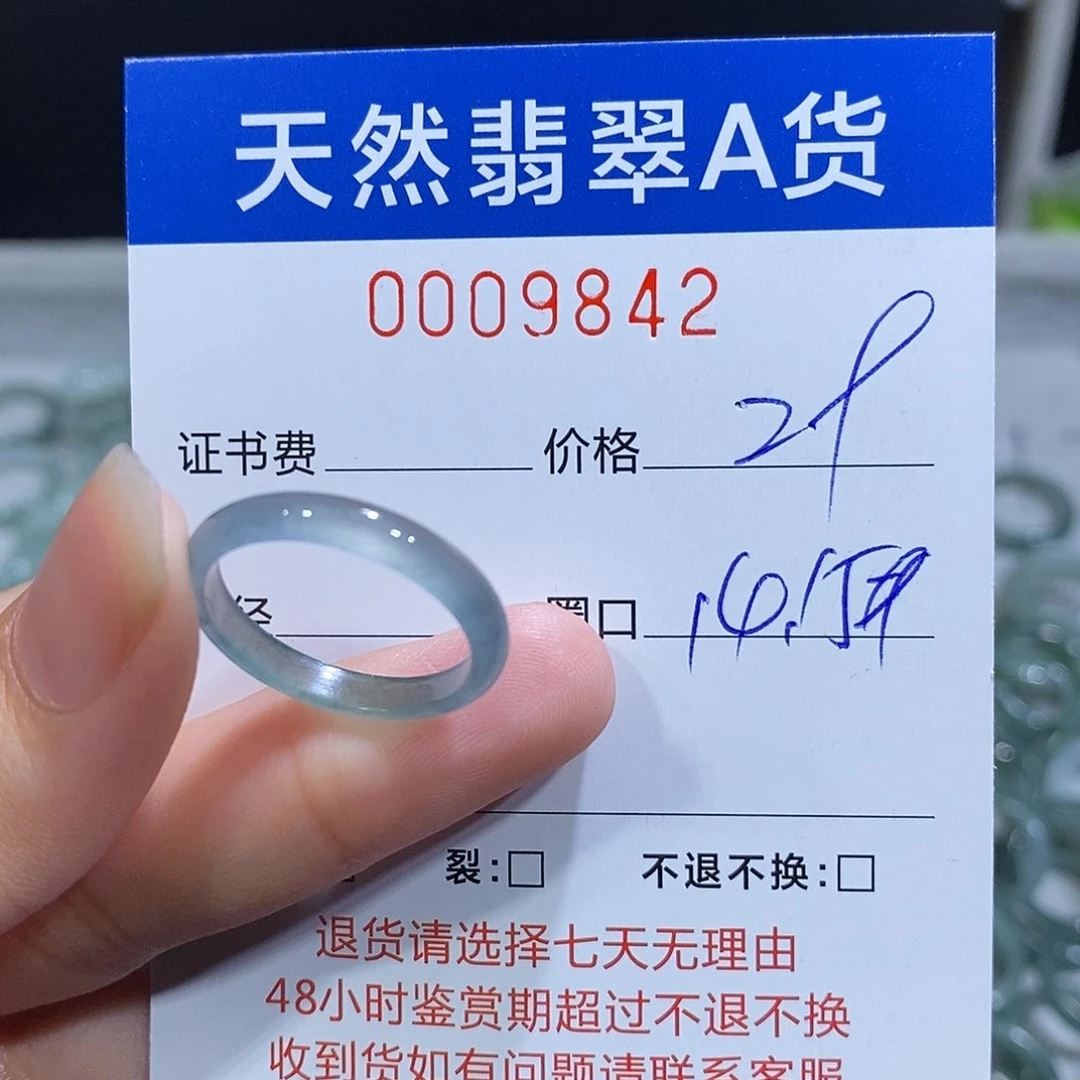 天然翡翠A货
0009842
证书费 价格 29
圈口
裂:□ 不退不换:□
退货请选择七天无理由
48小时鉴赏期超过不退不换
收到货如有问题请联系客服